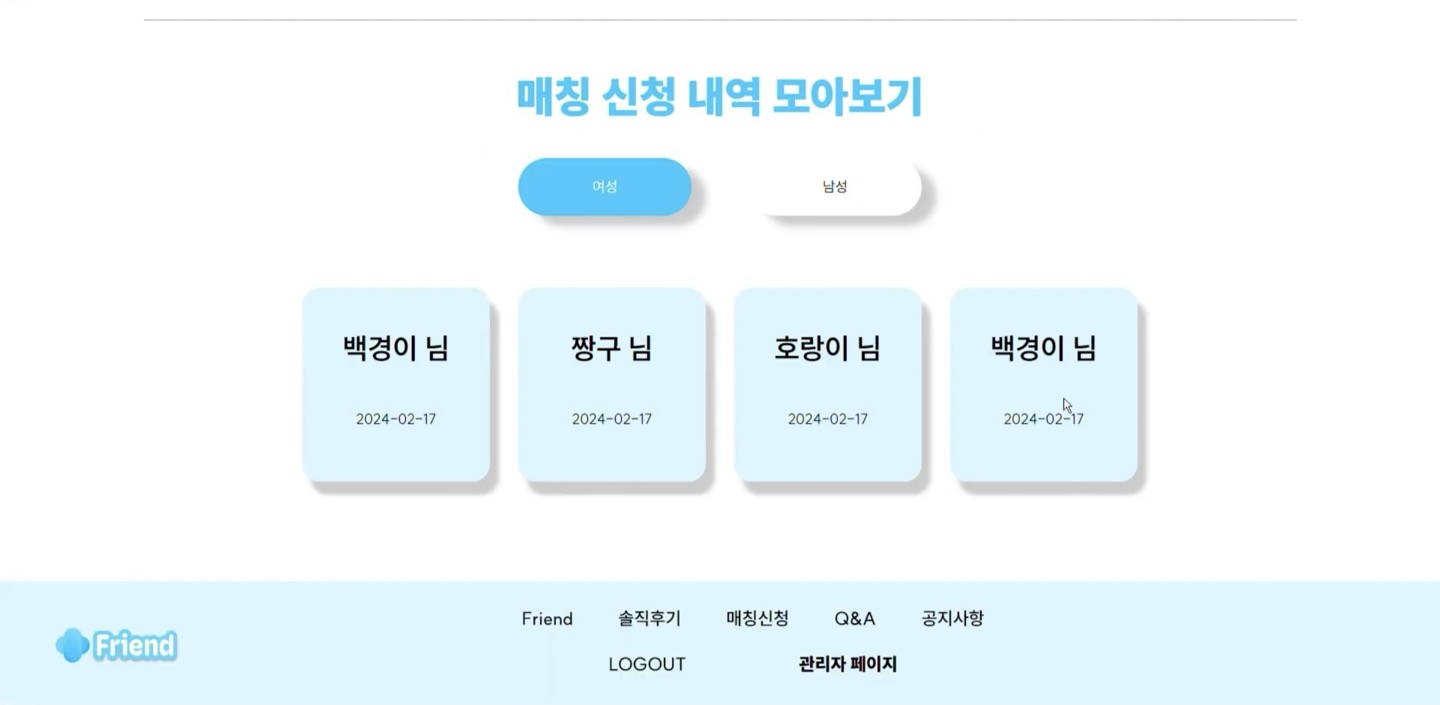 매칭 신청 내역 모아보기
여성 남성
백경이 님 짱구 님 호랑이 님 백경이 님
2024-02-17 2024-02-17 2024-02-17 2024-02-17
Friend 솔직후기 매칭신청 Q&A 공지사항
Friend
LOGOUT 관리자 페이지